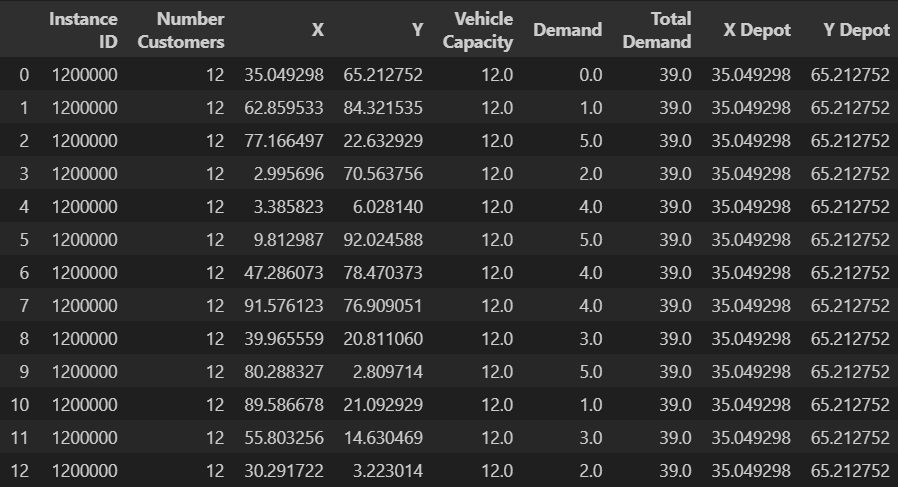 Instance ID Number Customers X Y Vehicle Capacity Demand Total Demand X Depot Y Depot
0 1200000 12 35.049298 65.212752 12.0 0.0 39.0 35.049298 65.212752
1 1200000 12 62.859533 84.321535 12.0 1.0 39.0 35.049298 65.212752
2 1200000 12 77.166497 22.632929 12.0 5.0 39.0 35.049298 65.212752
3 1200000 12 2.995696 70.563756 12.0 2.0 39.0 35.049298 65.212752
4 1200000 12 3.385823 6.028140 12.0 4.0 39.0 35.049298 65.212752
5 1200000 12 9.812987 92.024588 12.0 5.0 39.0 35.049298 65.212752
6 1200000 12 47.286073 78.470373 12.0 4.0 39.0 35.049298 65.212752
7 1200000 12 91.576123 76.909051 12.0 4.0 39.0 35.049298 65.212752
8 1200000 12 39.965559 20.811060 12.0 3.0 39.0 35.049298 65.212752
9 1200000 12 80.288327 2.809714 12.0 5.0 39.0 35.049298 65.212752
10 1200000 12 89.586678 21.092929 12.0 1.0 39.0 35.049298 65.212752
11 1200000 12 55.803256 14.630469 12.0 3.0 39.0 35.049298 65.212752
12 1200000 12 30.291722 3.223014 12.0 2.0 39.0 35.049298 65.212752